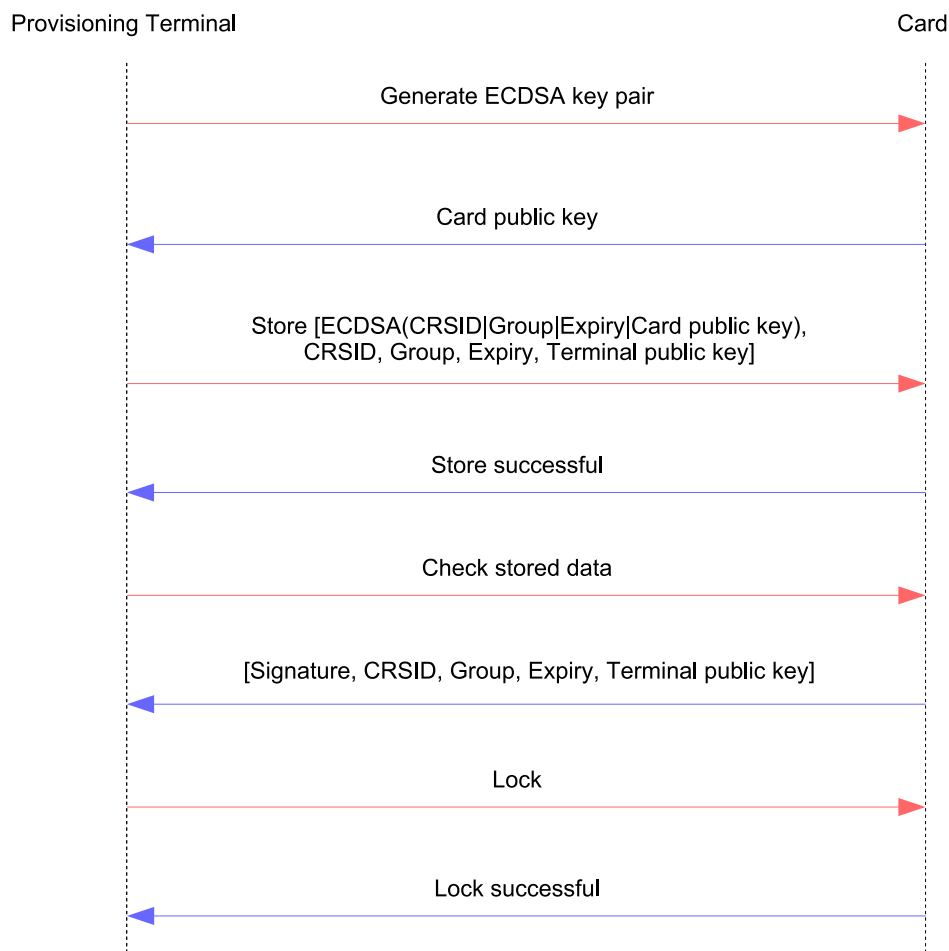 Provisioning Terminal
Card
Generate ECDSA key pair
Card public key
Store [ECDSA(CRSID|Group|Expiry|Card public key),
CRSID, Group, Expiry, Terminal public key]
Store successful
Check stored data
[Signature, CRSID, Group, Expiry, Terminal public key]
Lock
Lock successful